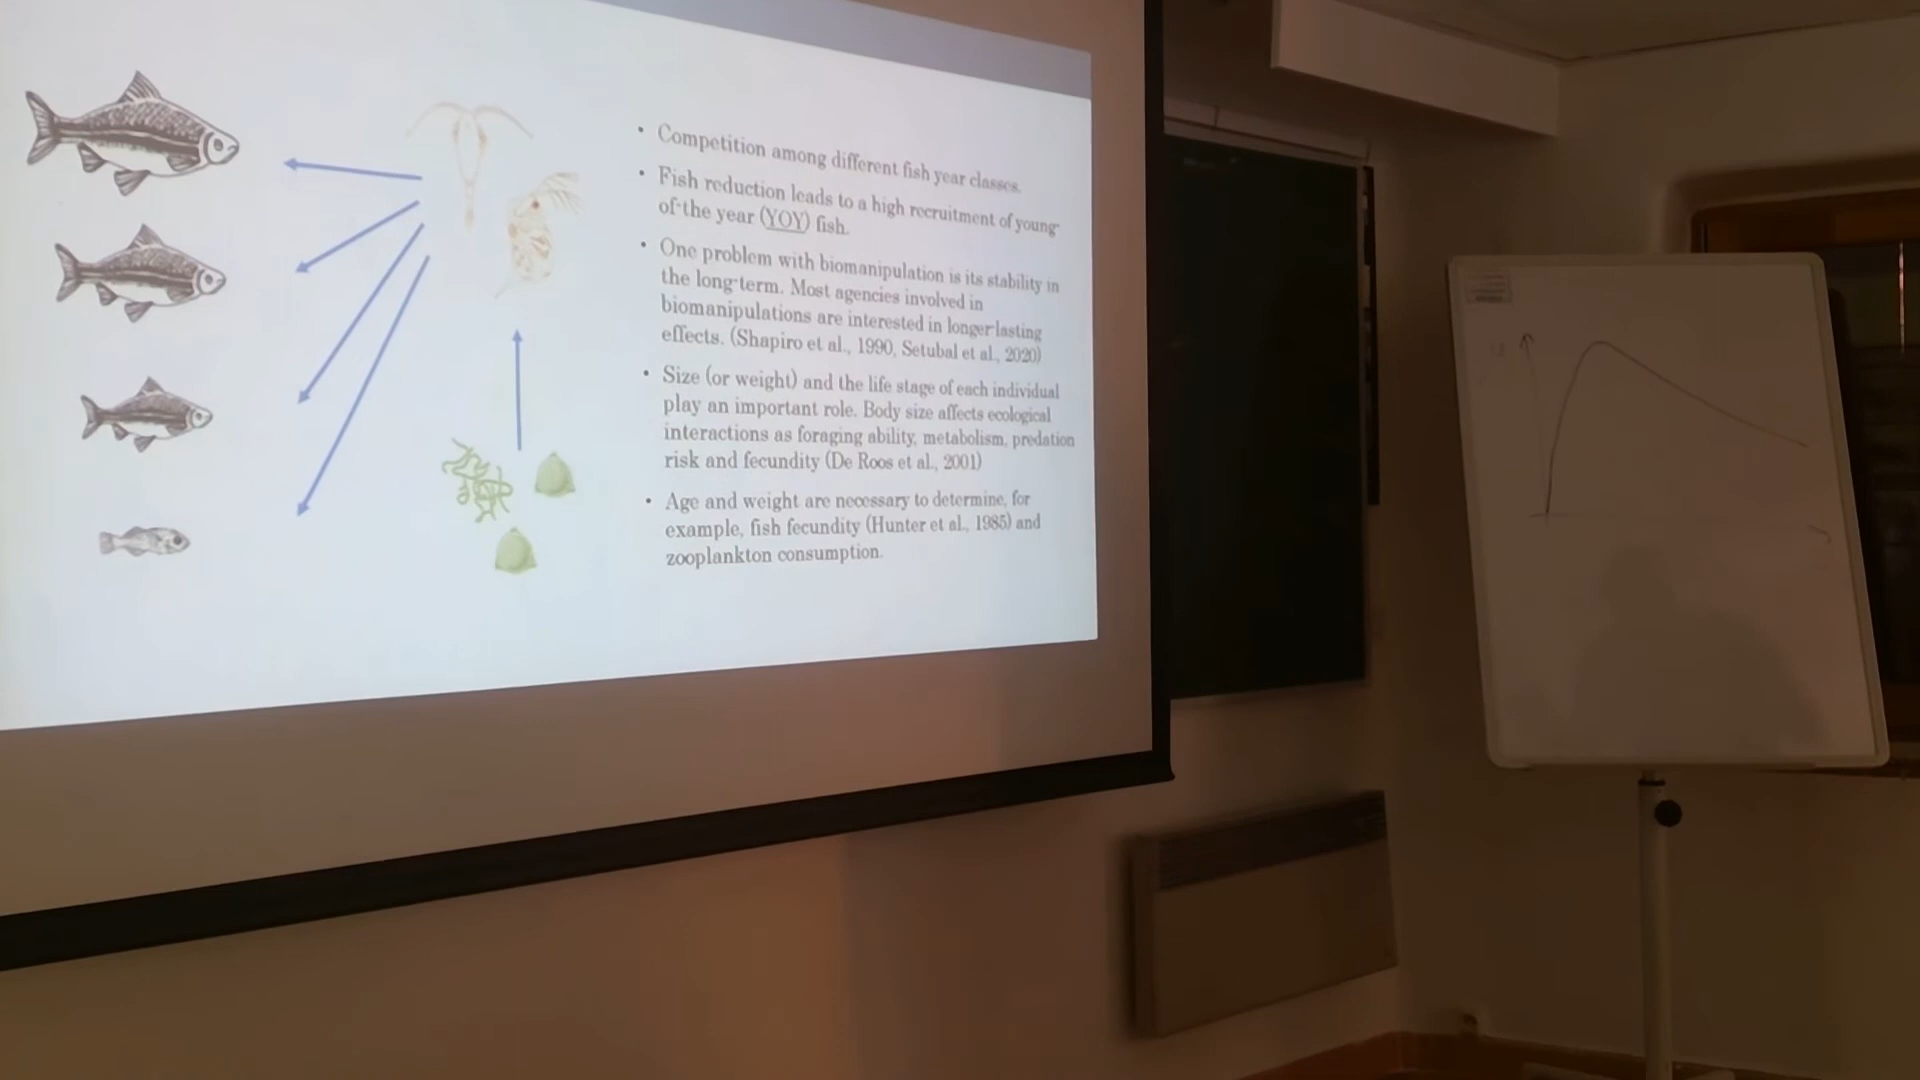 • Competition among different fish year classes.
• Fish reduction leads to a high recruitment of young-
of-the year (YOY) fish.
• One problem with biomanipulation is its stability in
the long-term. Most agencies involved in
biomanipulations are interested in longer-lasting
effects. (Shapiro et al., 1990, Setubal et al., 2020)
• Size (or weight) and the life stage of each individual
play an important role. Body size affects ecological
interactions as foraging ability, metabolism, predation
risk and fecundity (De Roos et al., 2001)
• Age and weight are necessary to determine, for
example, fish fecundity (Hunter et al., 1985) and
zooplankton consumption.